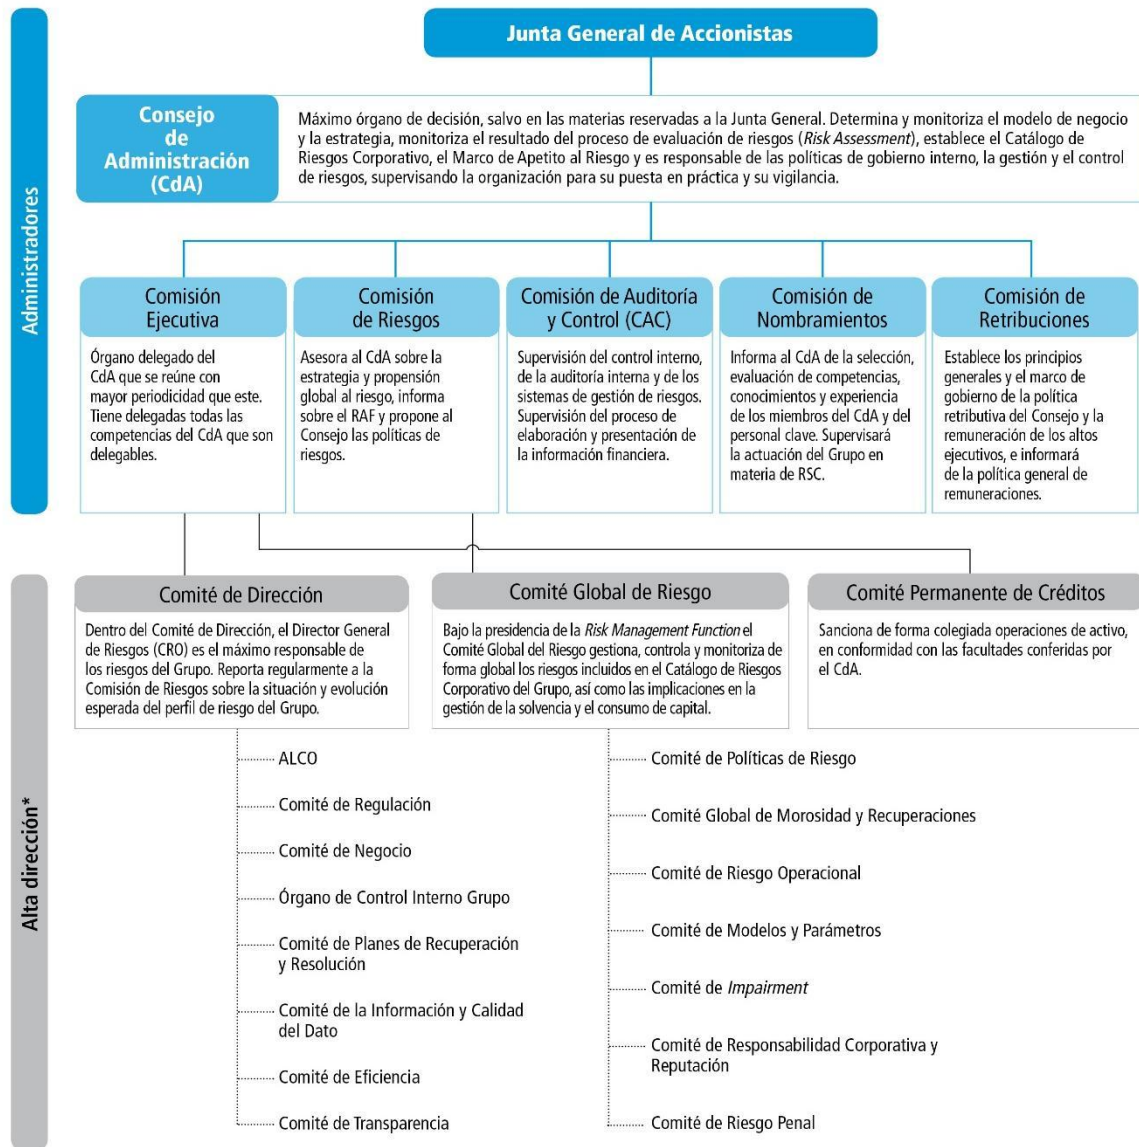 Junta General de Accionistas
Administradores
Consejo
de
Administración
(CdA)
Máximo órgano de decisión, salvo en las materias reservadas a la Junta General. Determina y monitoriza el modelo de negocio
y la estrategia, monitoriza el resultado del proceso de evaluación de riesgos (Risk Assessment), establece el Catálogo de
Riesgos Corporativo, el Marco de Apetito al Riesgo y es responsable de las políticas de gobierno interno, la gestión y el control
de riesgos, supervisando la organización para su puesta en práctica y su vigilancia.
Comisión
Ejecutiva
Órgano delegado del
CdA que se reúne con
mayor periodicidad que este.
Tiene delegadas todas las
competencias del CdA que son
delegables.
Comisión
de Riesgos
Asesora al CdA sobre la
estrategia y propensión
global al riesgo, informa
sobre el RAF y propone al
Consejo las políticas de
riesgos.
Comisión de Auditoría
y Control (CAC)
Supervisión del control interno,
de la auditoría interna y de los
sistemas de gestión de riesgos.
Supervisión del proceso de
elaboración y presentación de
la información financiera.
Comisión de
Nombramientos
Informa al CdA de la selección,
evaluación de competencias,
conocimientos y experiencia
de los miembros del CdA y del
personal clave. Supervisará
la actuación del Grupo en
materia de RSC.
Comisión de
Retribuciones
Establece los principios
generales y el marco de
gobierno de la política
retributiva del Consejo y la
remuneración de los altos
ejecutivos, e informará
de la política general de
remuneraciones.
Alta dirección*
Comité de Dirección
Dentro del Comité de Dirección, el Director General
de Riesgos (CRO) es el máximo responsable de
los riesgos del Grupo. Reporta regularmente a la
Comisión de Riesgos sobre la situación y evolución
esperada del perfil de riesgo del Grupo.
Comité Global de Riesgo
Bajo la presidencia de la Risk Management Function el
Comité Global del Riesgo gestiona, controla y monitoriza de
forma global los riesgos incluidos en el Catálogo de Riesgos
Corporativo del Grupo, así como las implicaciones en la
gestión de la solvencia y el consumo de capital.
Comité Permanente de Créditos
Sanciona de forma colegiada operaciones de activo,
en conformidad con las facultades conferidas por
el CdA.
ALCO
Comité de Regulación
Comité de Negocio
Órgano de Control Interno Grupo
Comité de Planes de Recuperación
y Resolución
Comité de la Información y Calidad
del Dato
Comité de Eficiencia
Comité de Transparencia
Comité de Políticas de Riesgo
Comité Global de Morosidad y Recuperaciones
Comité de Riesgo Operacional
Comité de Modelos y Parámetros
Comité de Impairment
Comité de Responsabilidad Corporativa y
Reputación
Comité de Riesgo Penal